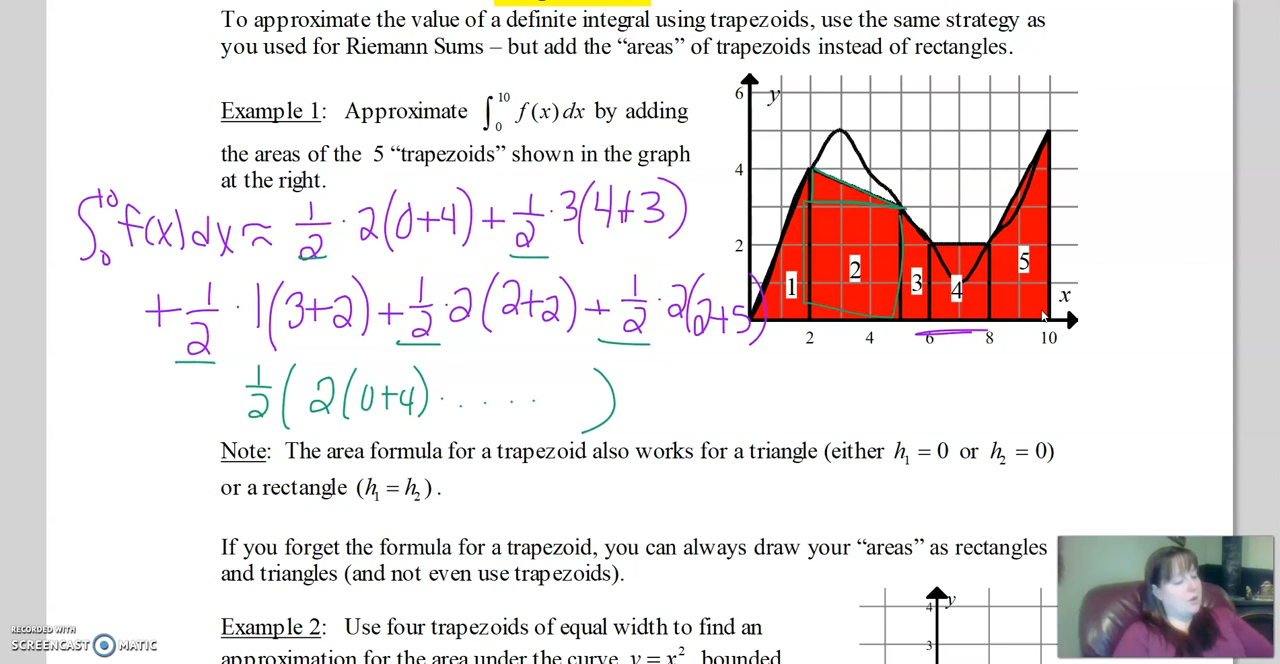 To approximate the value of a definite integral using trapezoids, use the same strategy as
you used for Riemann Sums – but add the “areas” of trapezoids instead of rectangles.
Example 1: Approximate ∫₀¹⁰ f(x) dx by adding
the areas of the 5 “trapezoids” shown in the graph
at the right.
∫₀¹⁰ f(x)dx ≈ 1/2 · 2(0+4) + 1/2 · 3(4+3)
+ 1/2 · 1(3+2) + 1/2 · 2(2+2) + 1/2 · 2(2+5)
1/2 ( 2(0+4) · · · · · )
6
y
4
2
1
2
3
4
5
x
2 4 6 8 10
Note: The area formula for a trapezoid also works for a triangle (either h₁ = 0 or h₂ = 0)
or a rectangle (h₁ = h₂).
If you forget the formula for a trapezoid, you can always draw your “areas” as rectangles
and triangles (and not even use trapezoids).
Example 2: Use four trapezoids of equal width to find an
approximation for the area under the curve y = x² bounded
4
y
3
RECORDED WITH
SCREENCAST MATIC